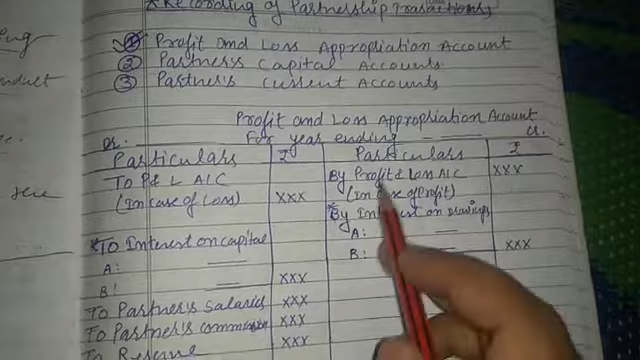 * Recording of Partnership Trasactions
① Profit and Loss Appropriation Account
② Partner's Capital Accounts
③ Partner's Current Accounts
Profit and Loss Appropriation Account
For year ending ______
Dr. Cr.
Particulars ₹ Particulars ₹
To P & L A/C By Profit & Loss A/C XXX
(In case of Loss) XXX (In case of Profit)
* By Interest on drawings
* To Interest on capital A: —
A: — B: — XXX
B: — XXX
To Partner's Salaries XXX
To Partner's commission XXX
To Reserve XXX
here